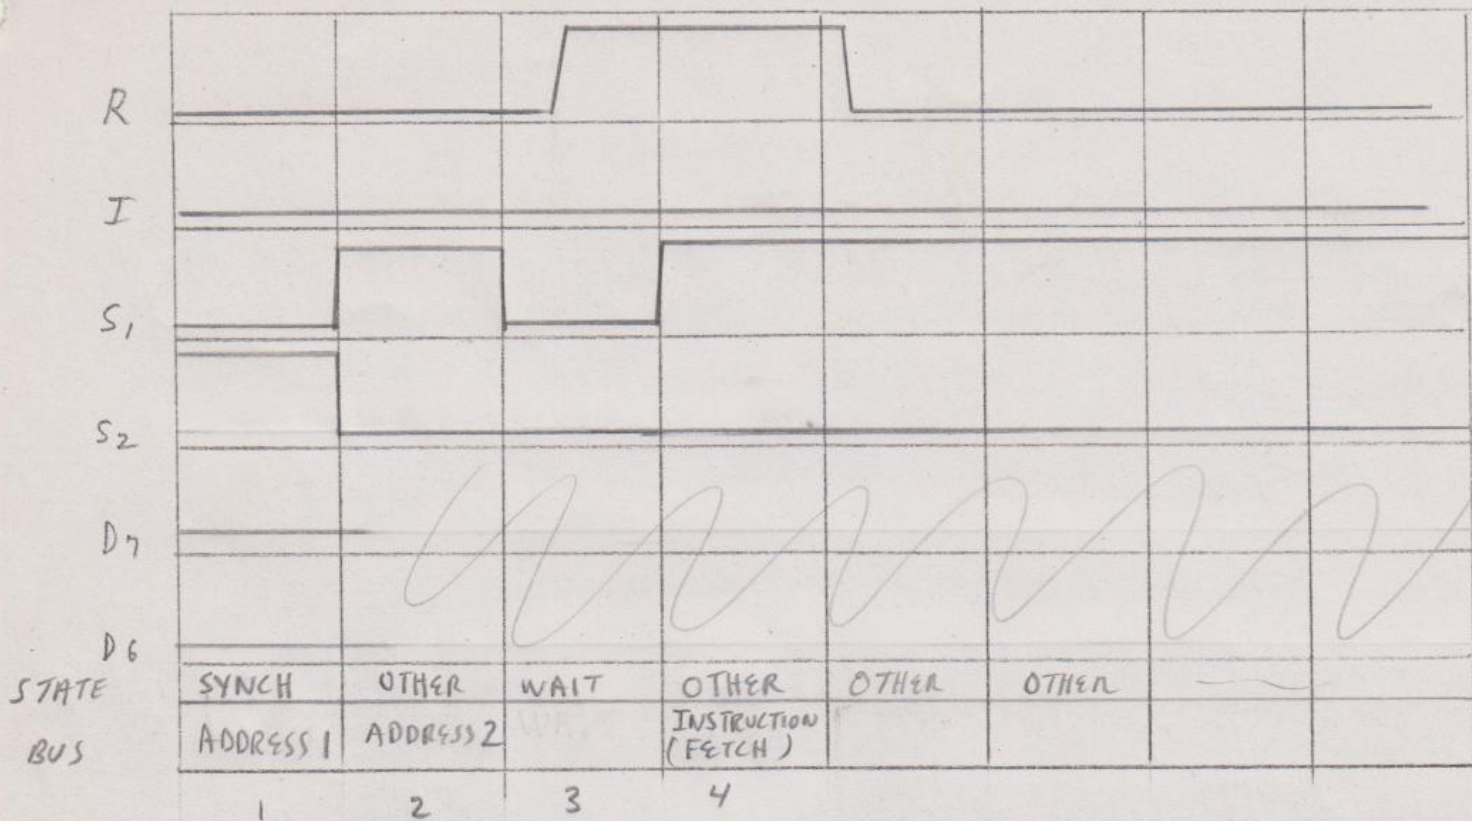 R
I
S1
S2
D7
D6
STATE SYNCH OTHER WAIT OTHER OTHER OTHER
BUS ADDRESS 1 ADDRESS 2 INSTRUCTION
(FETCH)
1 2 3 4